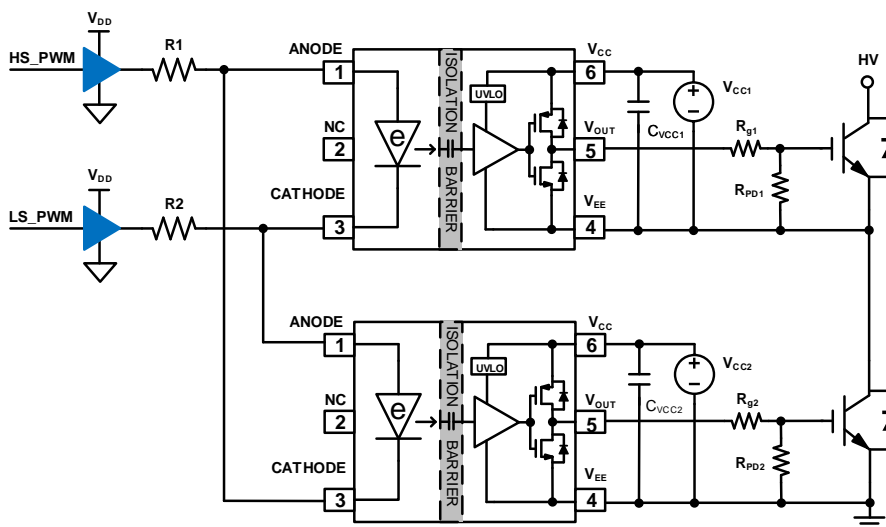 VDD
HS_PWM
R1
ANODE
1
NC
2
CATHODE
3
e
ISOLATION
BARRIER
UVLO
VCC
6
VOUT
5
VEE
4
CVCC1
VCC1
Rg1
RPD1
HV
VDD
LS_PWM
R2
ANODE
1
NC
2
CATHODE
3
e
ISOLATION
BARRIER
UVLO
VCC
6
VOUT
5
VEE
4
CVCC2
VCC2
Rg2
RPD2